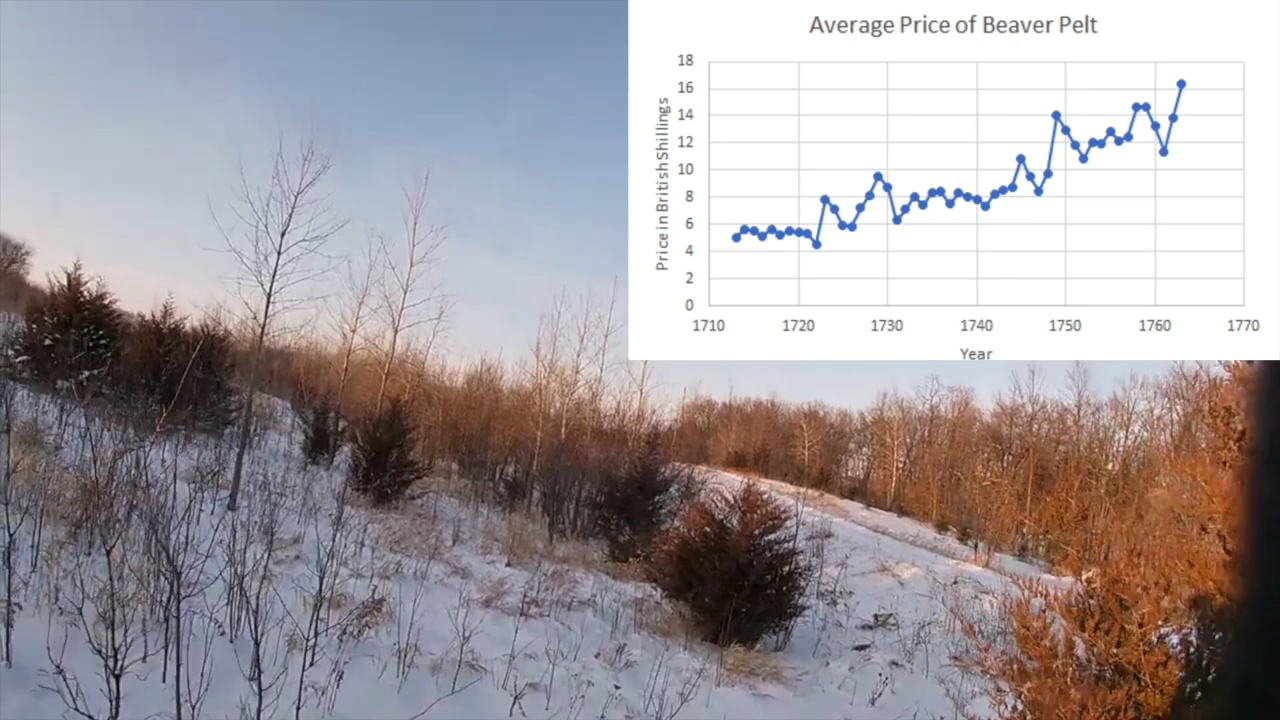 Average Price of Beaver Pelt
Price in British Shillings
18
16
14
12
10
8
6
4
2
0
1710 1720 1730 1740 1750 1760 1770
Year